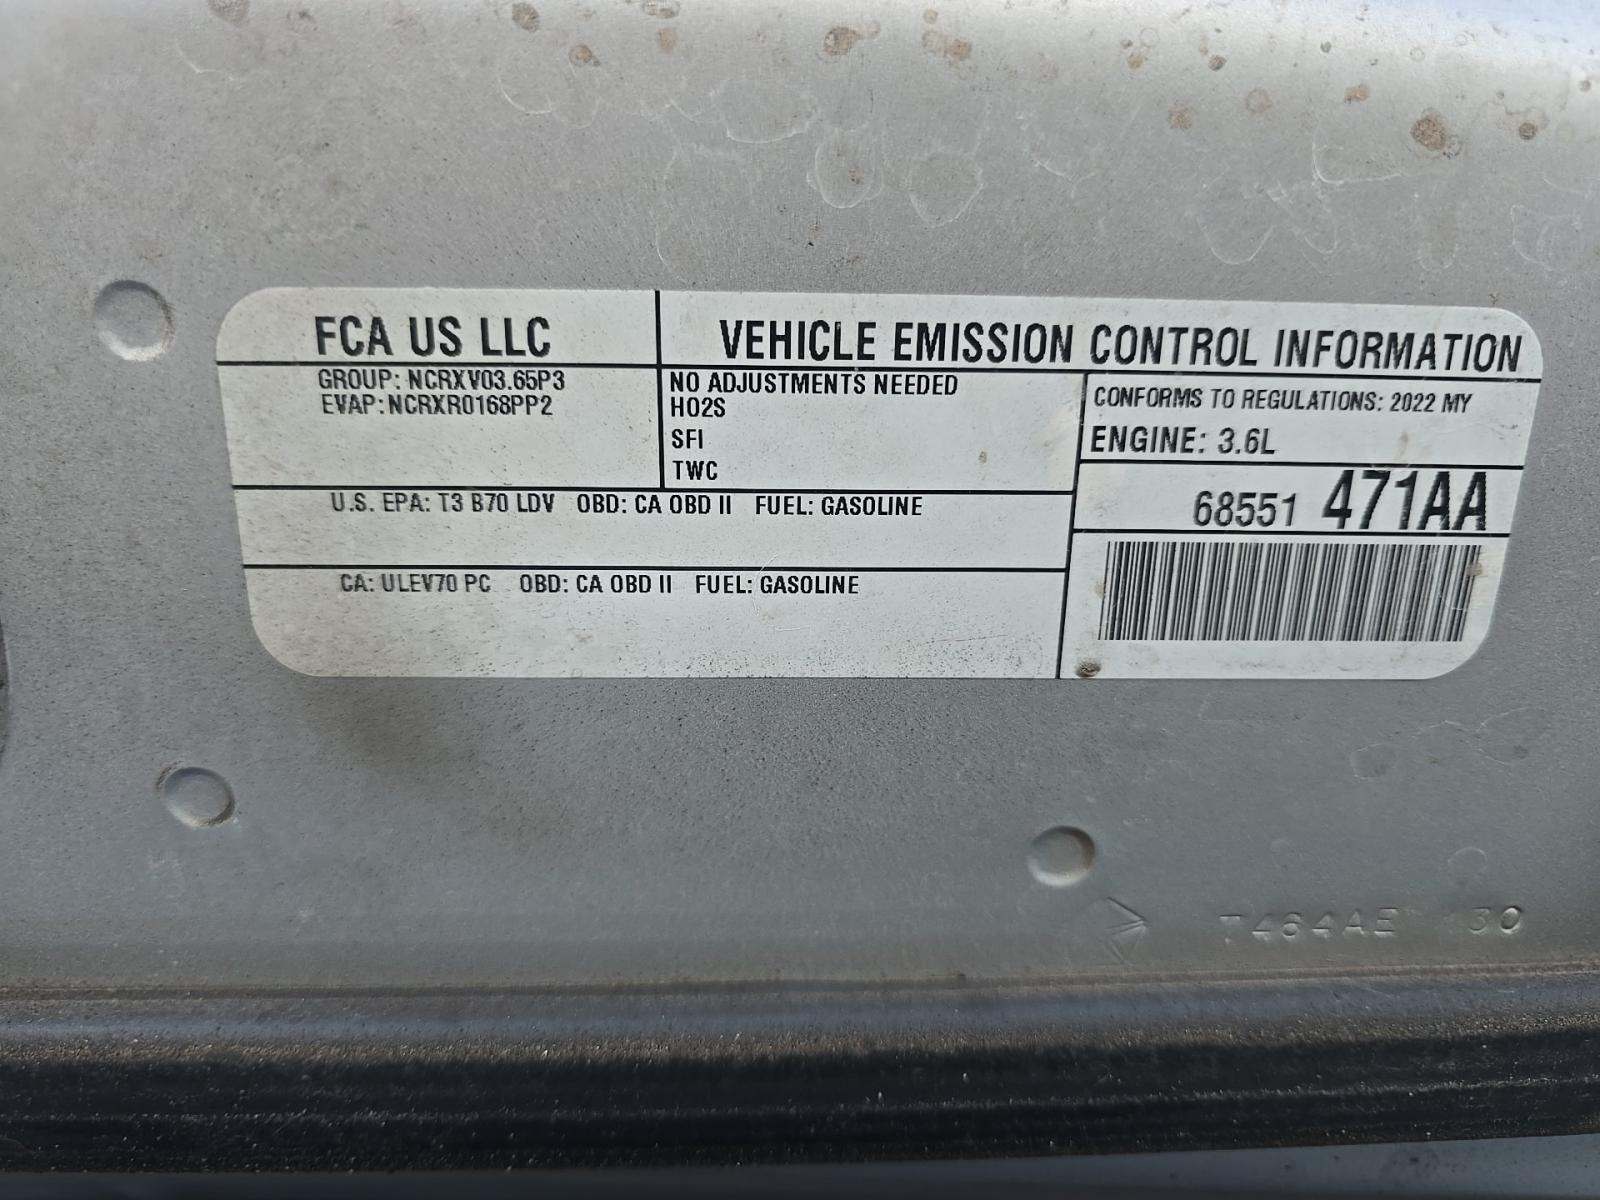 FCA US LLC
VEHICLE EMISSION CONTROL INFORMATION
GROUP: NCRXV03.65P3
EVAP: NCRXR0168PP2
NO ADJUSTMENTS NEEDED
HO2S
SFI
TWC
CONFORMS TO REGULATIONS: 2022 MY
ENGINE: 3.6L
68551 471AA
U.S. EPA: T3 B70 LDV OBD: CA OBD II FUEL: GASOLINE
CA: ULEV70 PC OBD: CA OBD II FUEL: GASOLINE